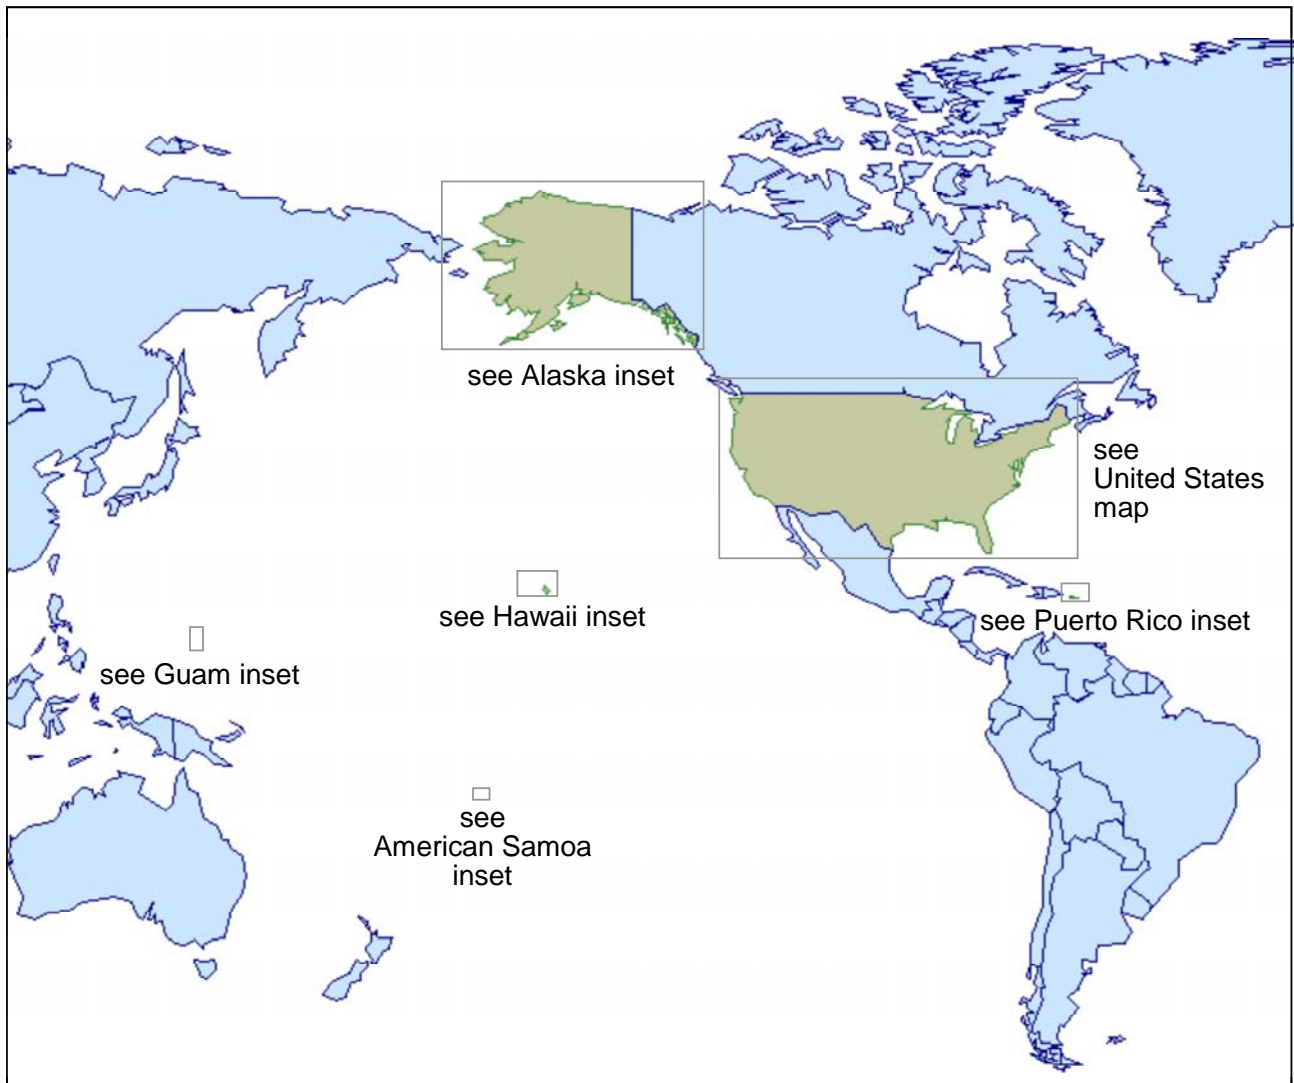 see Alaska inset
see
United States
map
see Hawaii inset
see Puerto Rico inset
see Guam inset
see
American Samoa
inset